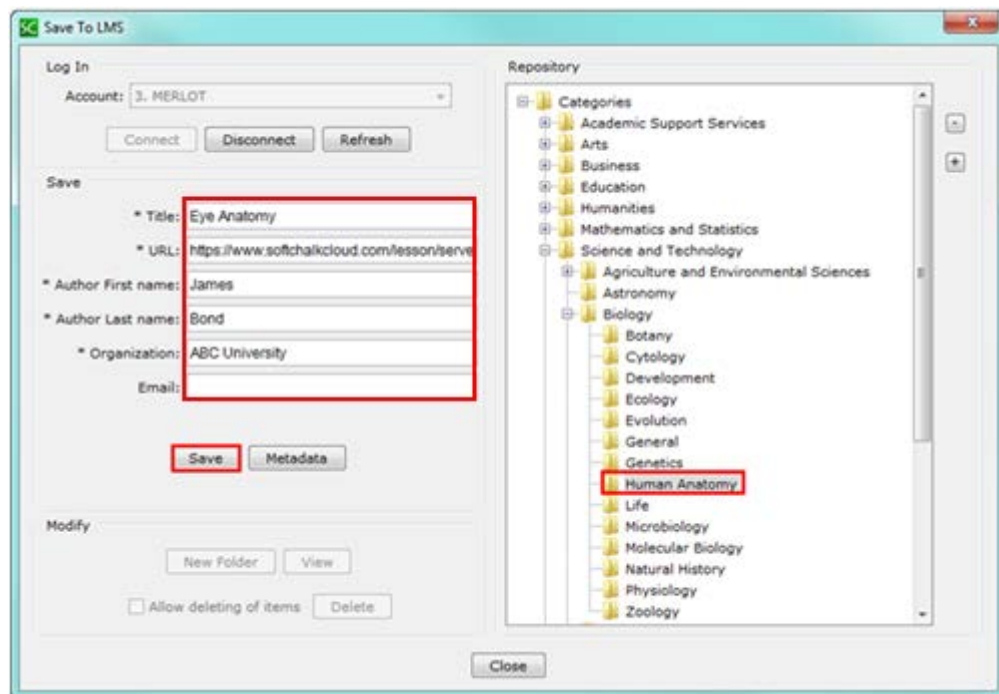 SC Save To LMS
Log In
Account: 3. MERLOT
Connect Disconnect Refresh
Save
* Title: Eye Anatomy
* URL: https://www.softchalkcloud.com/lesson/serve
* Author First name: James
* Author Last name: Bond
* Organization: ABC University
Email:
Save Metadata
Modify
New Folder View
Allow deleting of items Delete
Repository
Categories
Academic Support Services
Arts
Business
Education
Humanities
Mathematics and Statistics
Science and Technology
Agriculture and Environmental Sciences
Astronomy
Biology
Botany
Cytology
Development
Ecology
Evolution
General
Genetics
Human Anatomy
Life
Microbiology
Molecular Biology
Natural History
Physiology
Zoology
Close